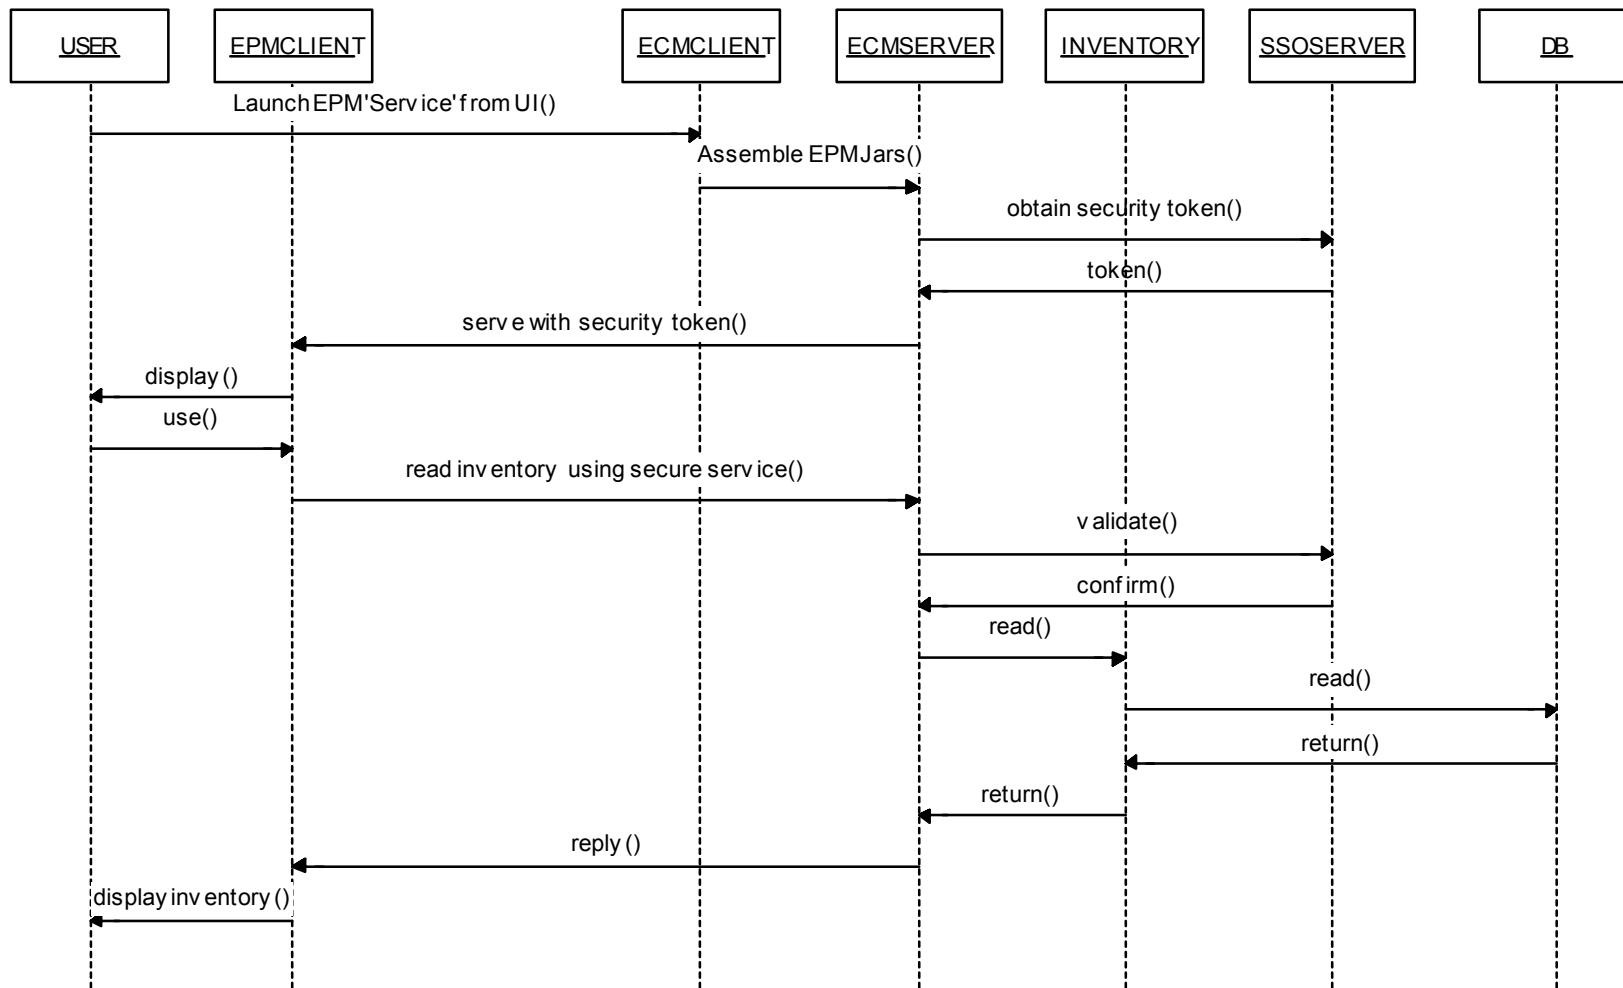 USER
EPMCLIENT
ECMCLIENT
ECMSERVER
INVENTORY
SSOSERVER
DB
Launch EPM'Service' from UI()
Assemble EPMJars()
obtain security token()
token()
serve with security token()
display()
use()
read inventory using secure service()
validate()
confirm()
read()
read()
return()
return()
reply()
display inventory()